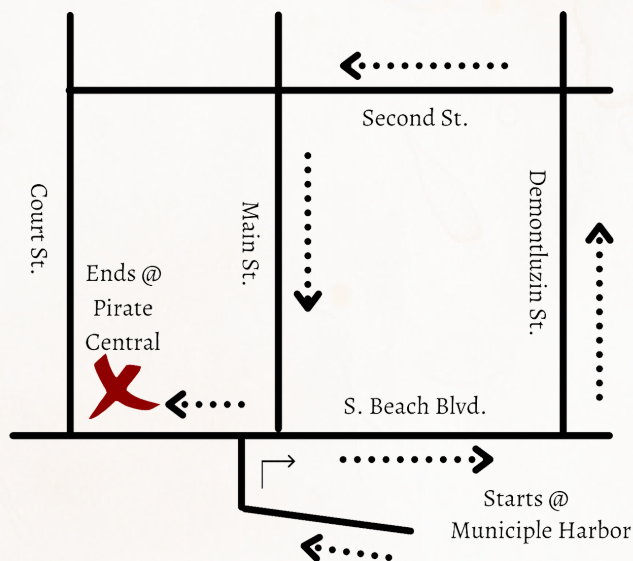 Second St.
Court St.
Main St.
Demontluzin St.
Ends @
Pirate
Central
S. Beach Blvd.
Starts @
Municiple Harbor